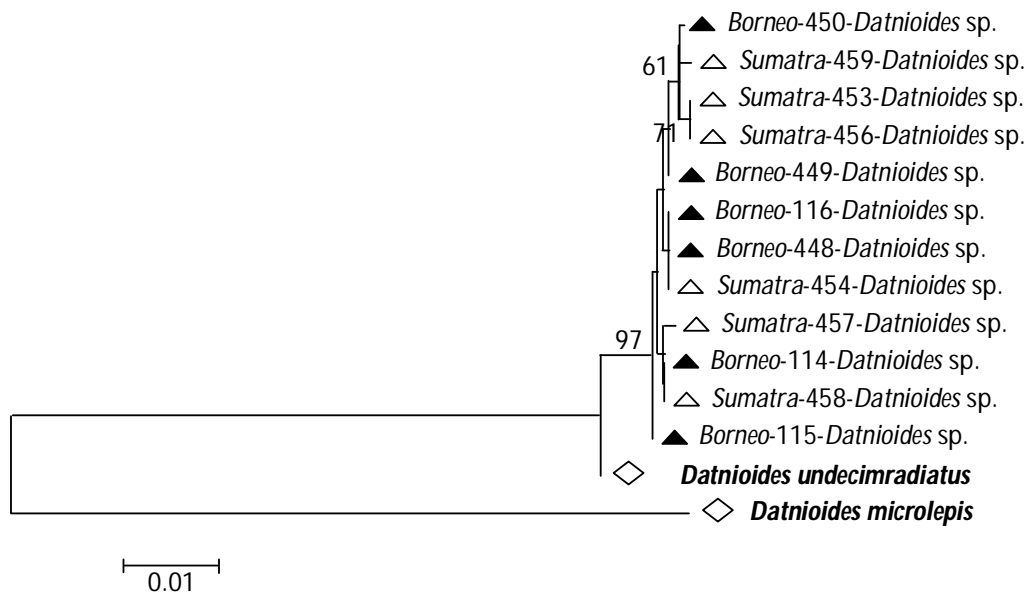 Borneo-450-Datnioides sp.
61
Sumatra-459-Datnioides sp.
Sumatra-453-Datnioides sp.
71
Sumatra-456-Datnioides sp.
Borneo-449-Datnioides sp.
Borneo-116-Datnioides sp.
Borneo-448-Datnioides sp.
Sumatra-454-Datnioides sp.
Sumatra-457-Datnioides sp.
97
Borneo-114-Datnioides sp.
Sumatra-458-Datnioides sp.
Borneo-115-Datnioides sp.
Datnioides undecimradiatus
Datnioides microlepis
0.01